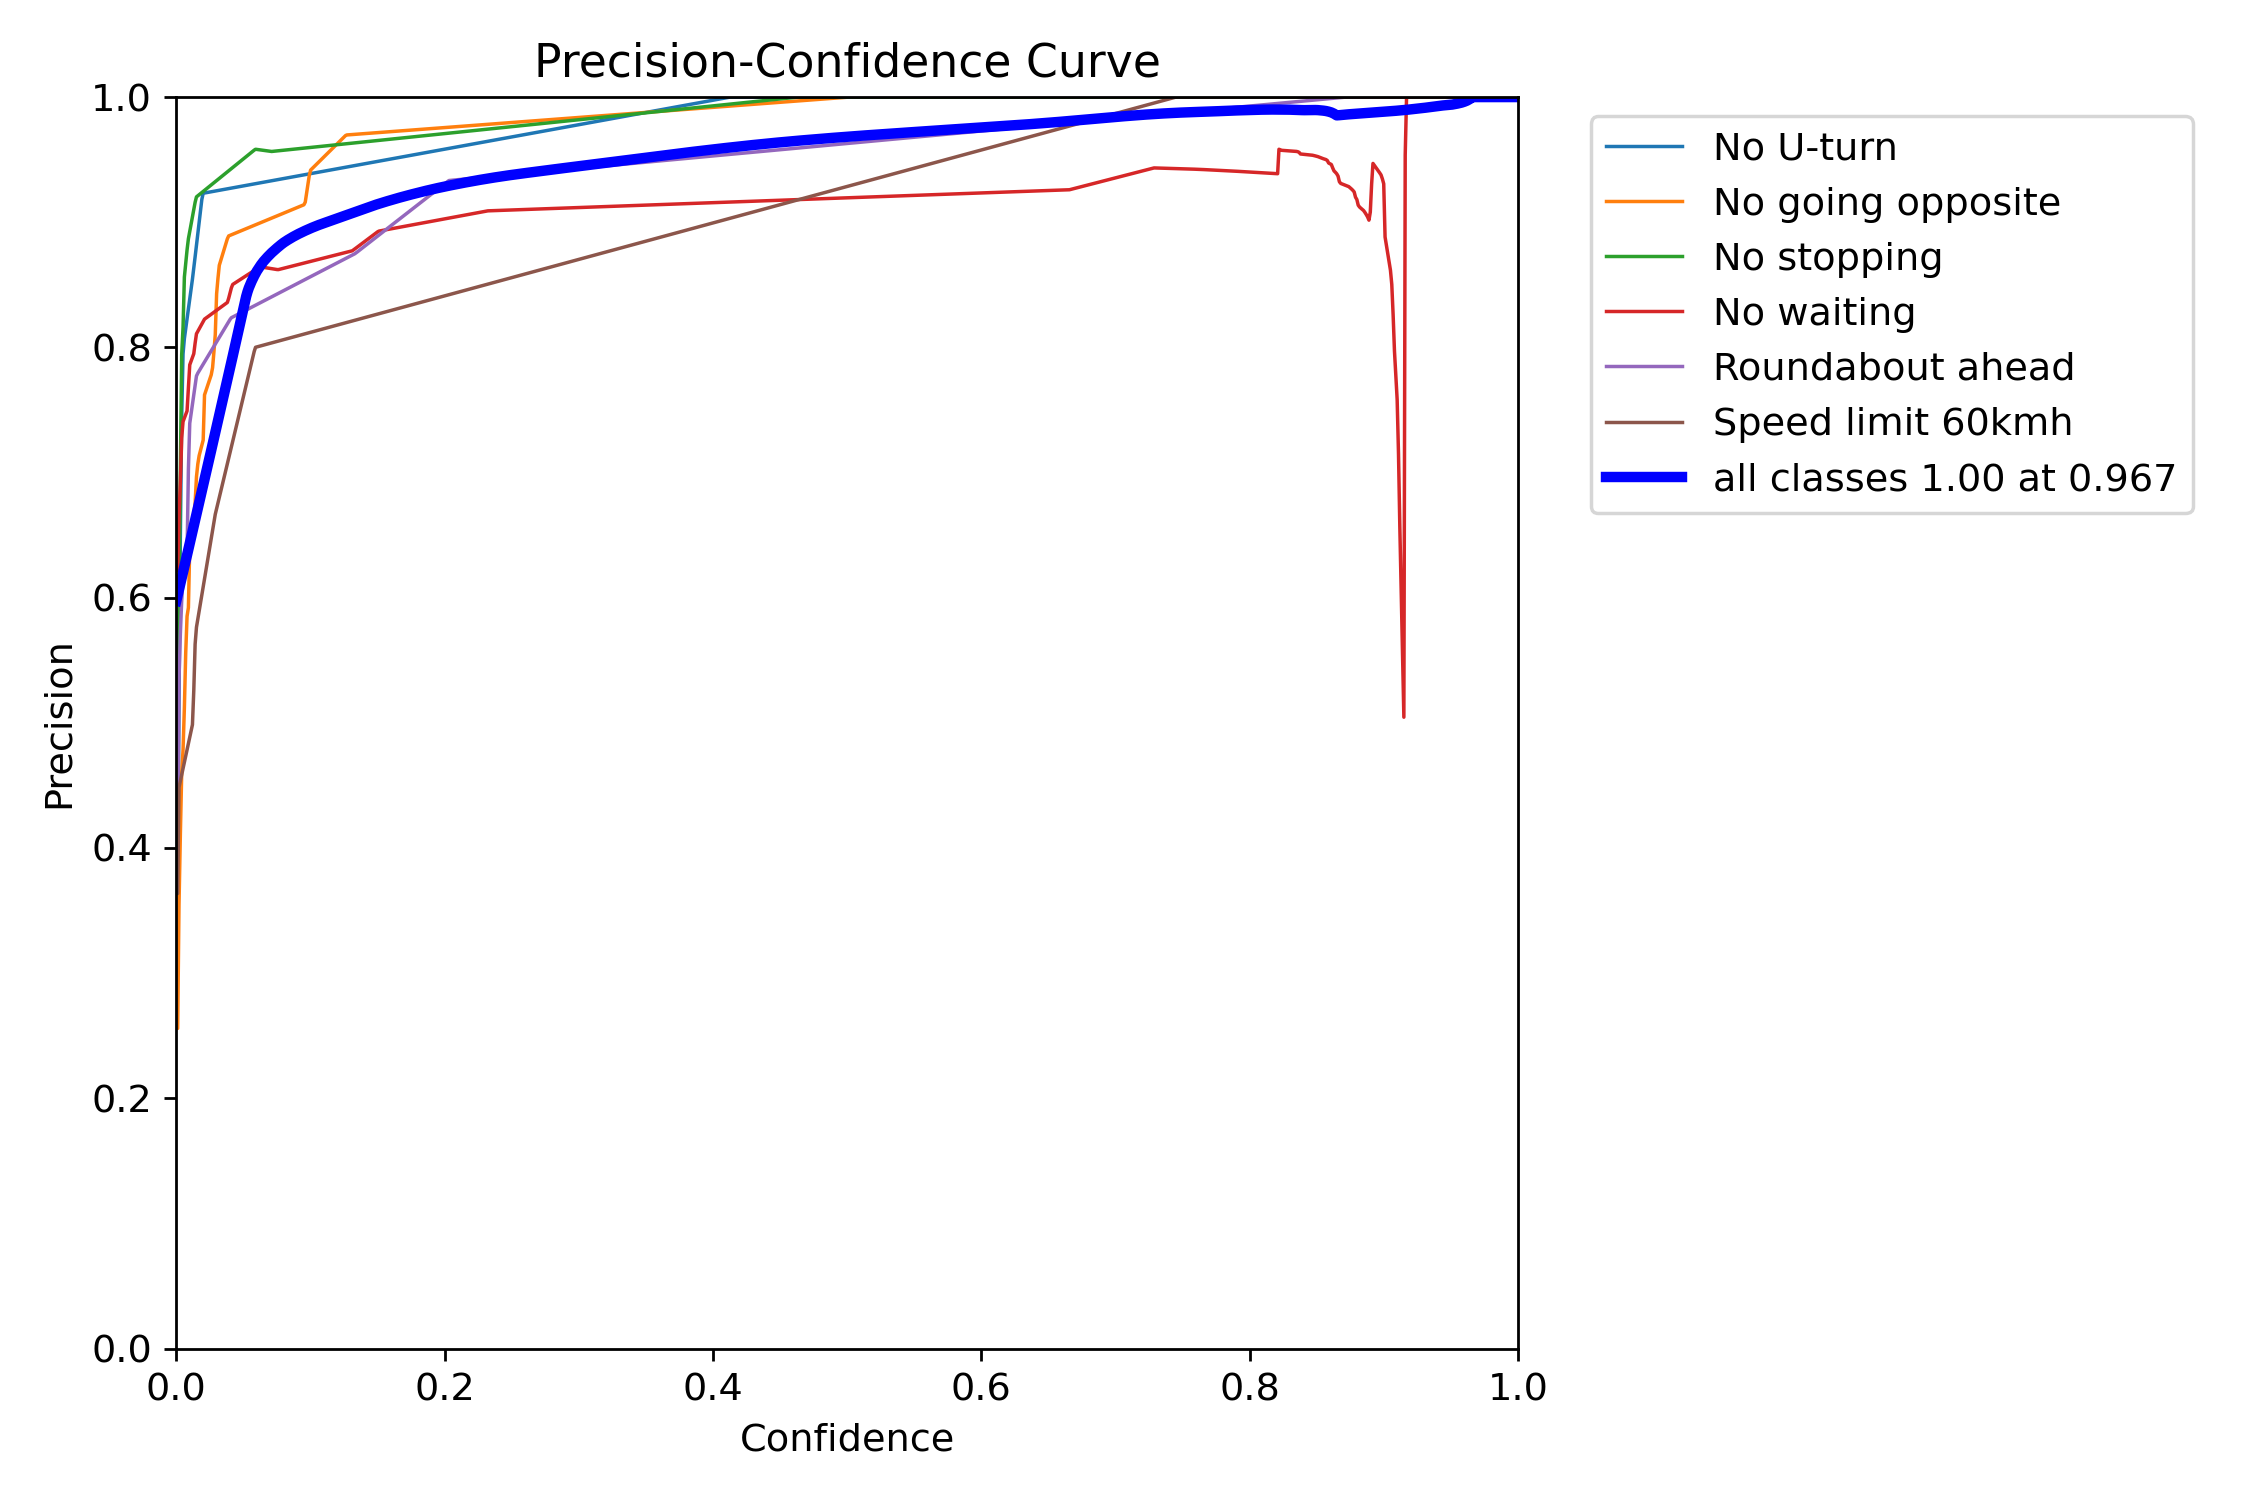 Precision-Confidence Curve
1.0
0.8
0.6
0.4
0.2
0.0
Precision
0.0 0.2 0.4 0.6 0.8 1.0
Confidence
No U-turn
No going opposite
No stopping
No waiting
Roundabout ahead
Speed limit 60kmh
all classes 1.00 at 0.967